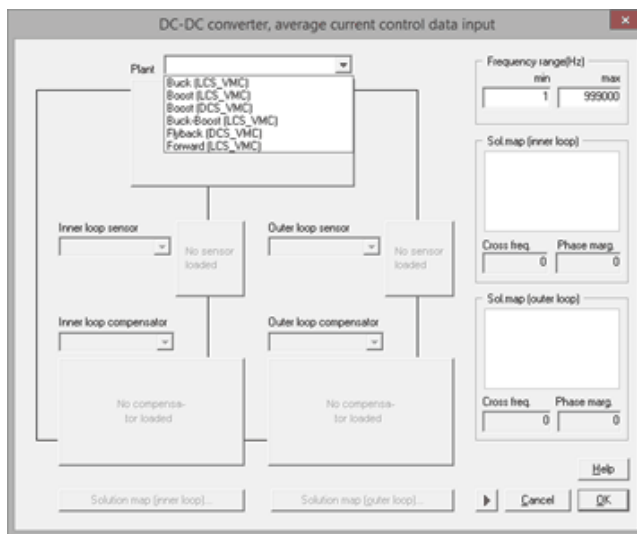 DC-DC converter, average current control data input
x
Plant
Buck (LCS_VMC)
Boost (LCS_VMC)
Boost (DCS_VMC)
Buck-Boost (LCS_VMC)
Flyback (DCS_VMC)
Forward (LCS_VMC)
Frequency range(Hz)
min max
1 999000
Sol.map (inner loop)
Cross freq. Phase marg.
0 0
Inner loop sensor
No sensor
loaded
Outer loop sensor
No sensor
loaded
Inner loop compensator
No compensa-
tor loaded
Outer loop compensator
No compensa-
tor loaded
Sol.map (outer loop)
Cross freq. Phase marg.
0 0
Solution map (inner loop)...
Solution map (outer loop)...
Help
Cancel
OK